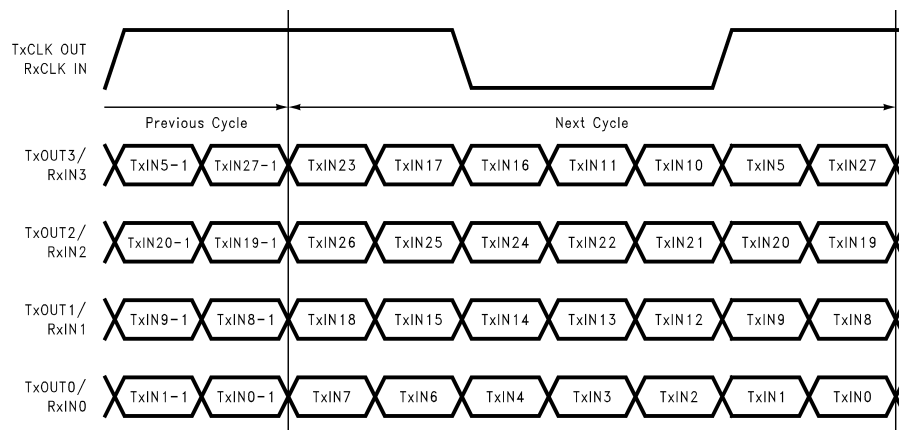 TxCLK OUT
RxCLK IN
Previous Cycle
Next Cycle
TxOUT3/
RxIN3
TxIN5-1 TxIN27-1 TxIN23 TxIN17 TxIN16 TxIN11 TxIN10 TxIN5 TxIN27
TxOUT2/
RxIN2
TxIN20-1 TxIN19-1 TxIN26 TxIN25 TxIN24 TxIN22 TxIN21 TxIN20 TxIN19
TxOUT1/
RxIN1
TxIN9-1 TxIN8-1 TxIN18 TxIN15 TxIN14 TxIN13 TxIN12 TxIN9 TxIN8
TxOUT0/
RxIN0
TxIN1-1 TxIN0-1 TxIN7 TxIN6 TxIN4 TxIN3 TxIN2 TxIN1 TxIN0